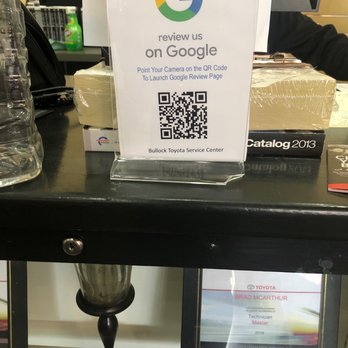 review us
on Google
Point Your Camera on the QR Code
To Launch Google Review Page
Bullock Toyota Service Center
Catalog 2013
TOYOTA
BRAD MCARTHUR
Technician
Master